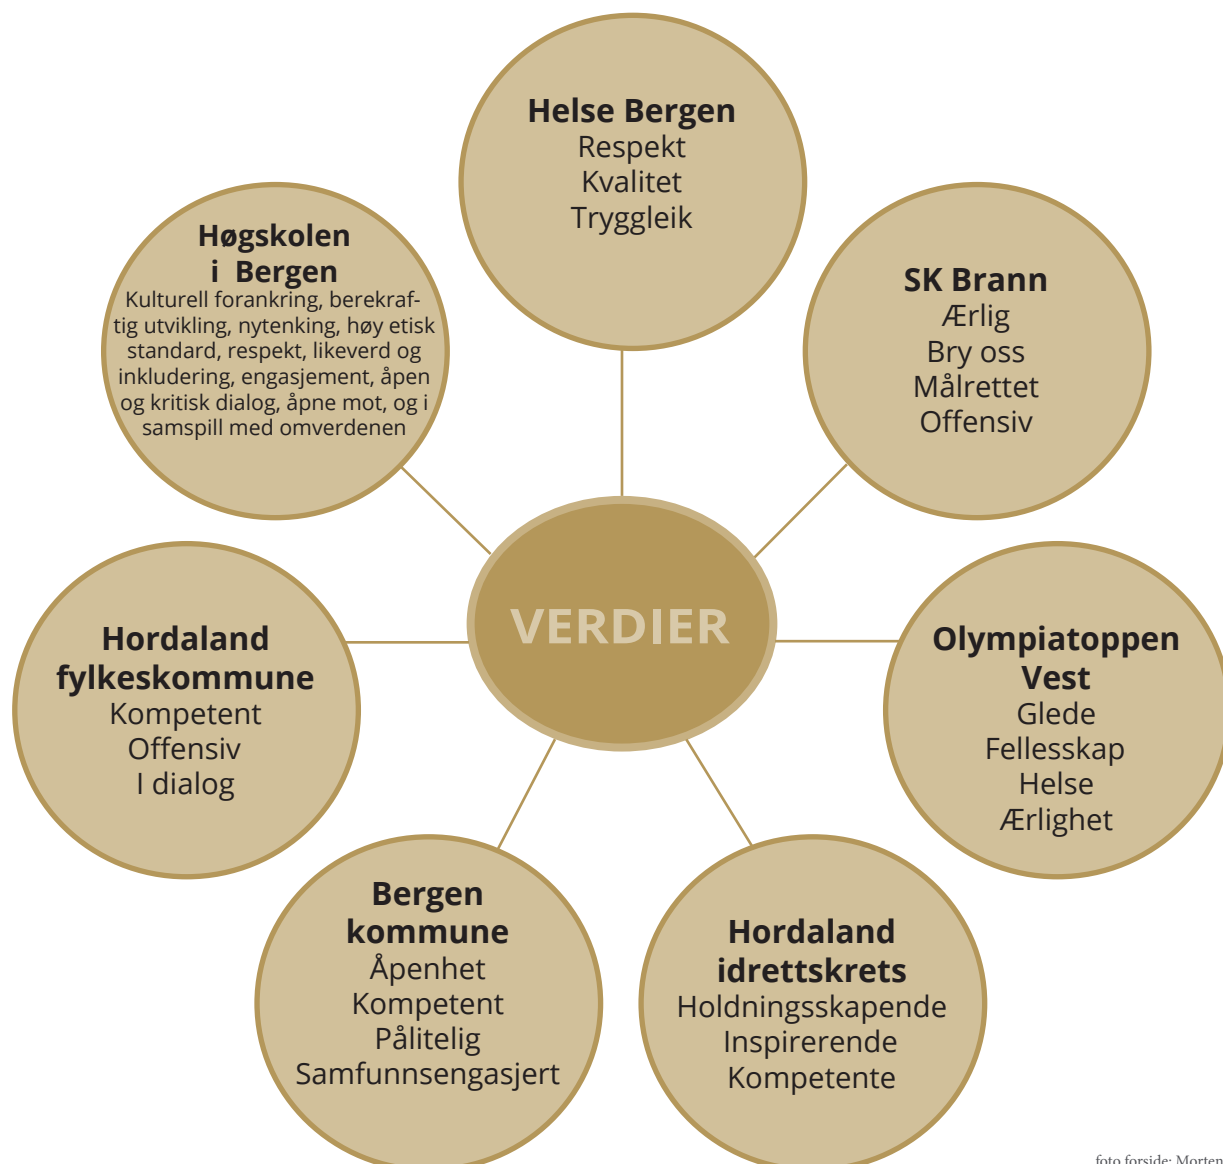 Helse Bergen
Respekt
Kvalitet
Tryggleik
Høgskolen
i Bergen
Kulturell forankring, berekraf-
tig utvikling, nytenking, høy etisk
standard, respekt, likeverd og
inkludering, engasjement, åpen
og kritisk dialog, åpne mot, og i
samspill med omverdenen
SK Brann
Ærlig
Bry oss
Målrettet
Offensiv
VERDIER
Hordaland
fylkeskommune
Kompetent
Offensiv
I dialog
Olympiatoppen
Vest
Glede
Fellesskap
Helse
Ærlighet
Bergen
kommune
Åpenhet
Kompetent
Pålitelig
Samfunnsengasjert
Hordaland
idrettskrets
Holdningsskapende
Inspirerende
Kompetente
foto forside: Morten